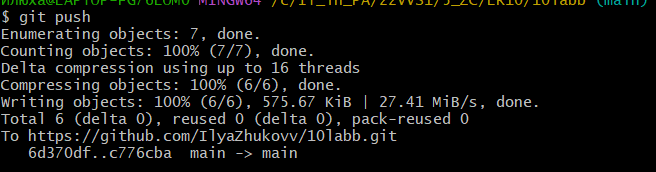 $ git push
Enumerating objects: 7, done.
Counting objects: 100% (7/7), done.
Delta compression using up to 16 threads
Compressing objects: 100% (6/6), done.
Writing objects: 100% (6/6), 575.67 KiB | 27.41 MiB/s, done.
Total 6 (delta 0), reused 0 (delta 0), pack-reused 0
To https://github.com/IlyaZhukovv/10labb.git
6d370df..c776cba  main -> main